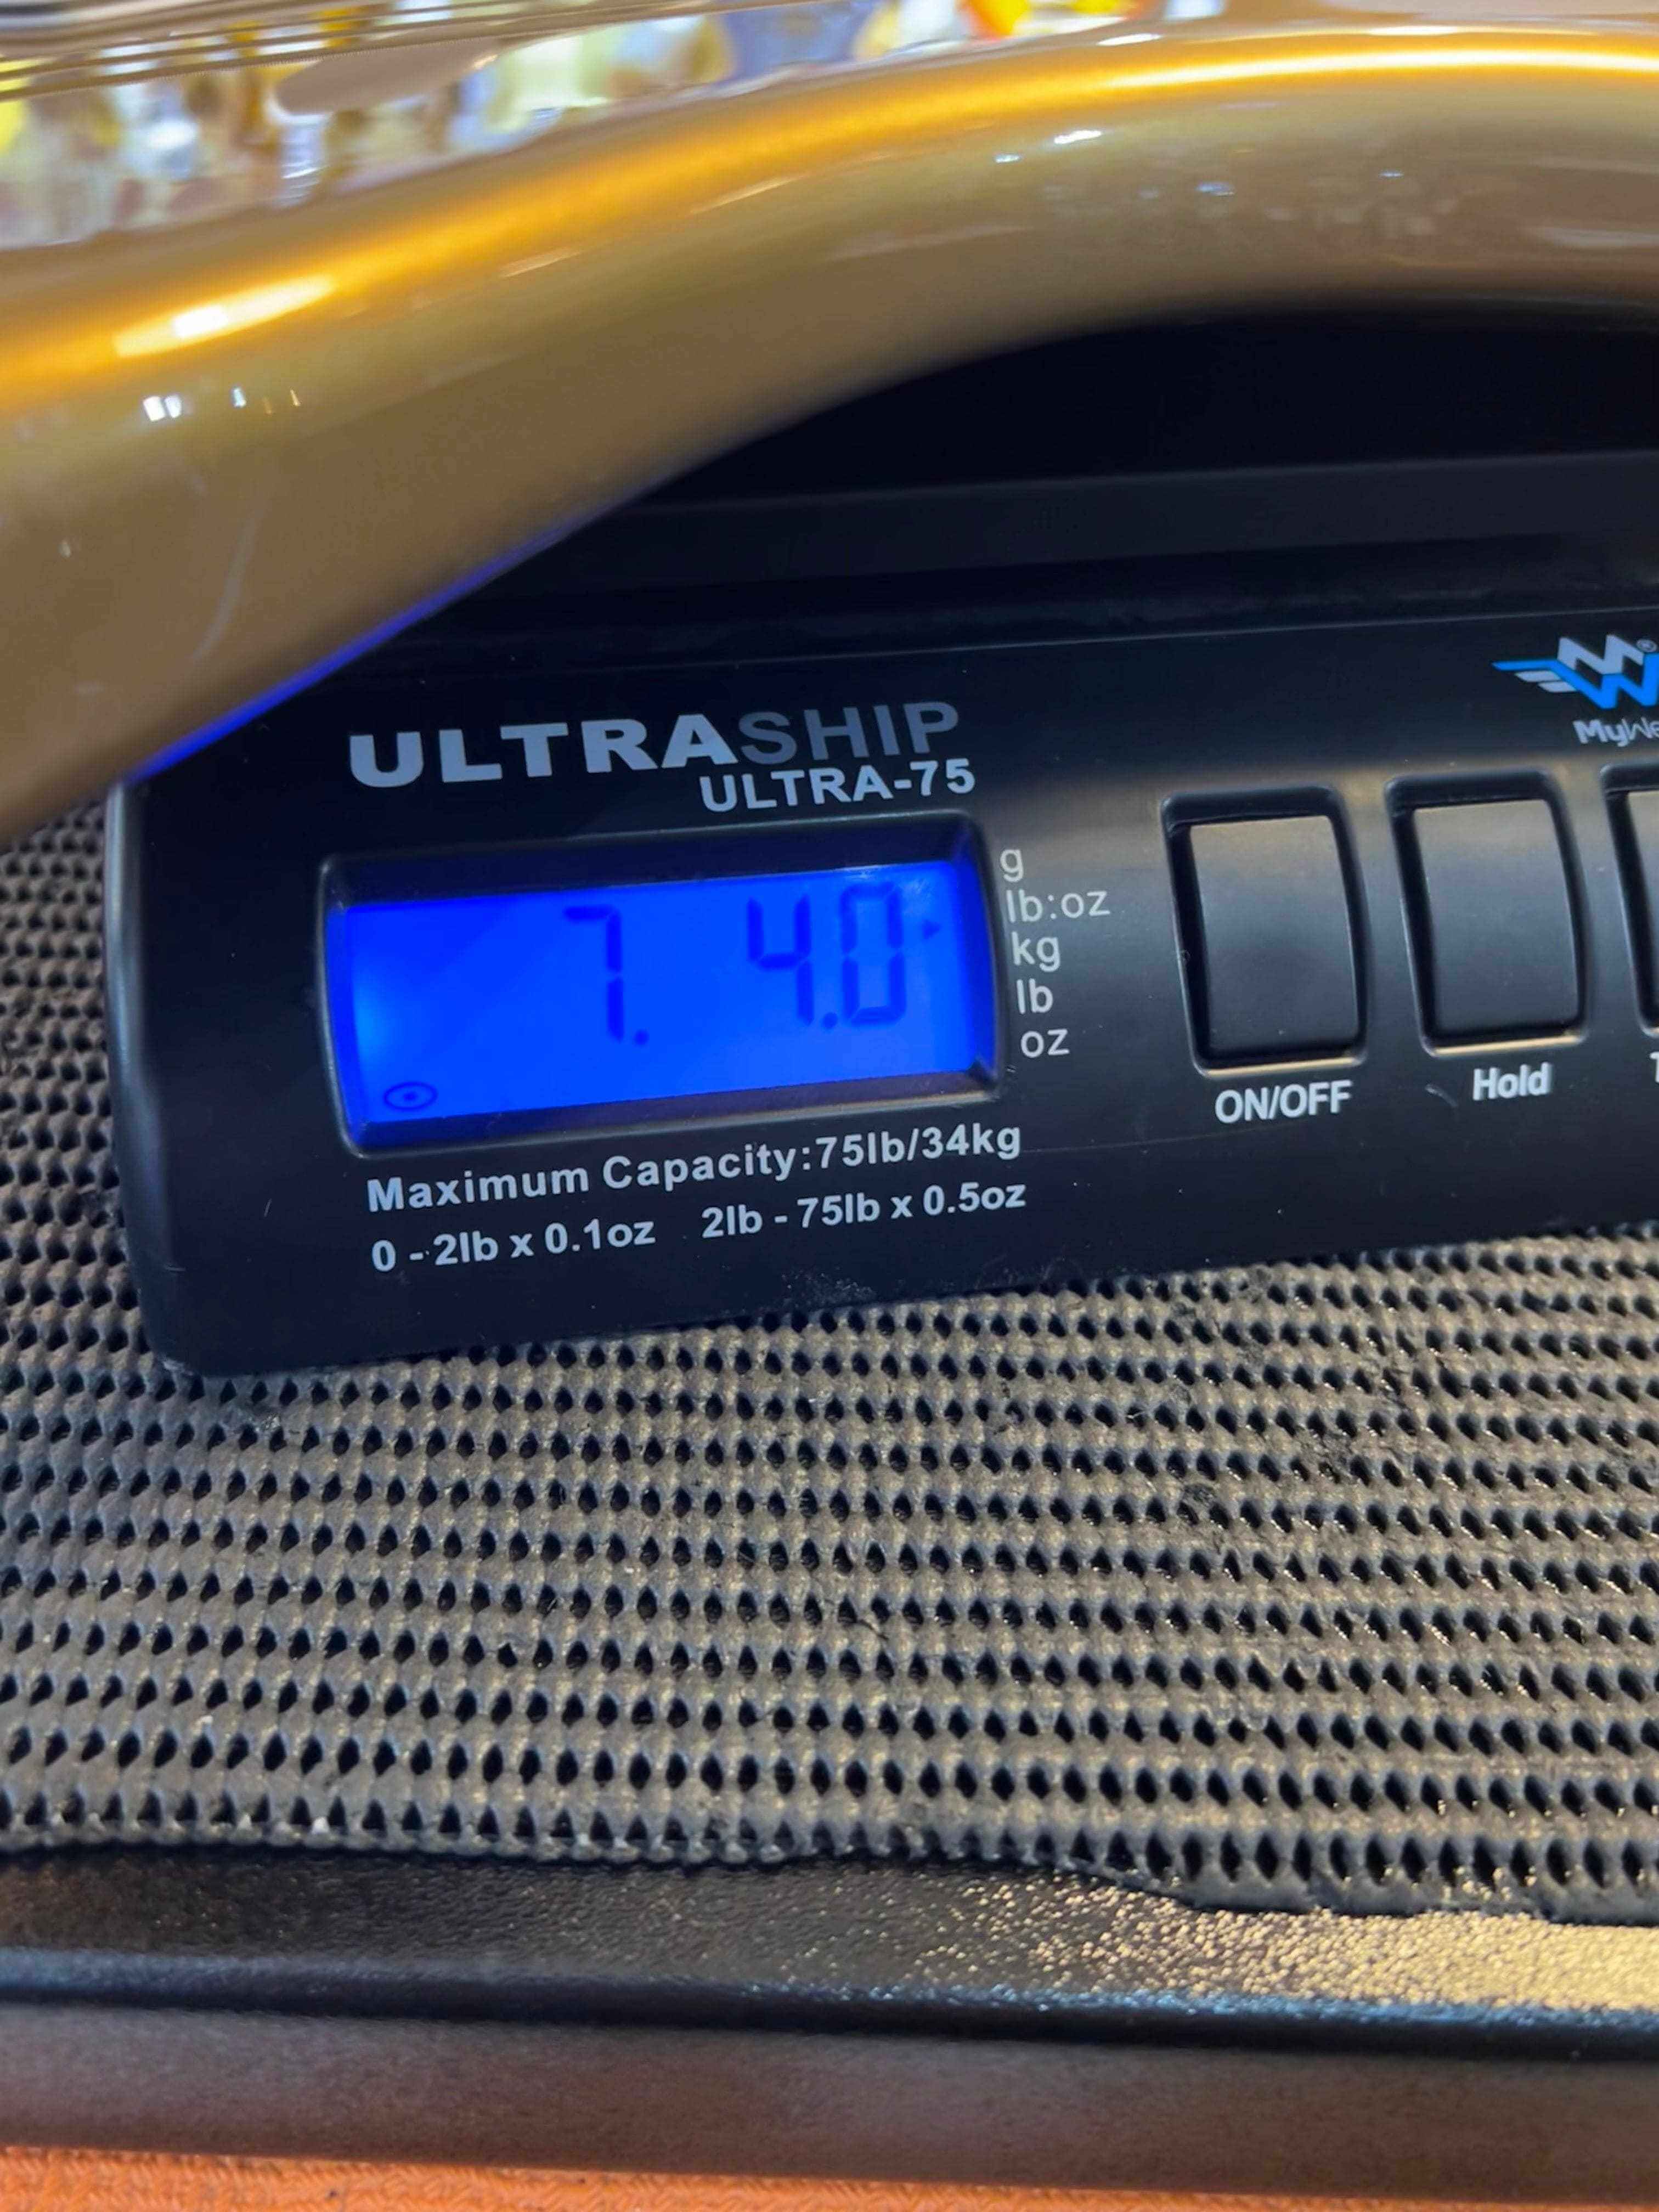 ULTRASHIP
ULTRA-75
7. 4.0
g
lb:oz
kg
lb
oz
ON/OFF
Hold
Maximum Capacity:75lb/34kg
0 - 2lb x 0.1oz 2lb - 75lb x 0.5oz